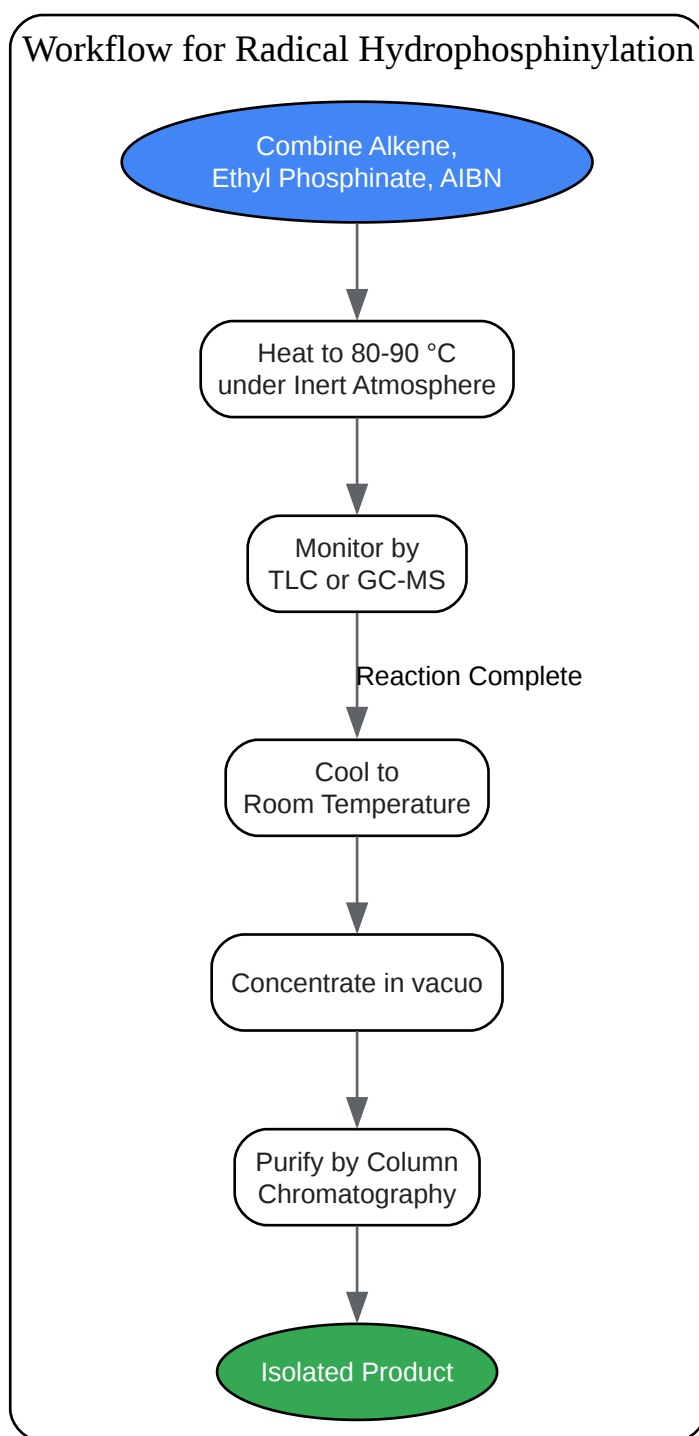 Workflow for Radical Hydrophosphinylation
Combine Alkene,
Ethyl Phosphinate, AIBN
Heat to 80-90 °C
under Inert Atmosphere
Monitor by
TLC or GC-MS
Reaction Complete
Cool to
Room Temperature
Concentrate in vacuo
Purify by Column
Chromatography
Isolated Product